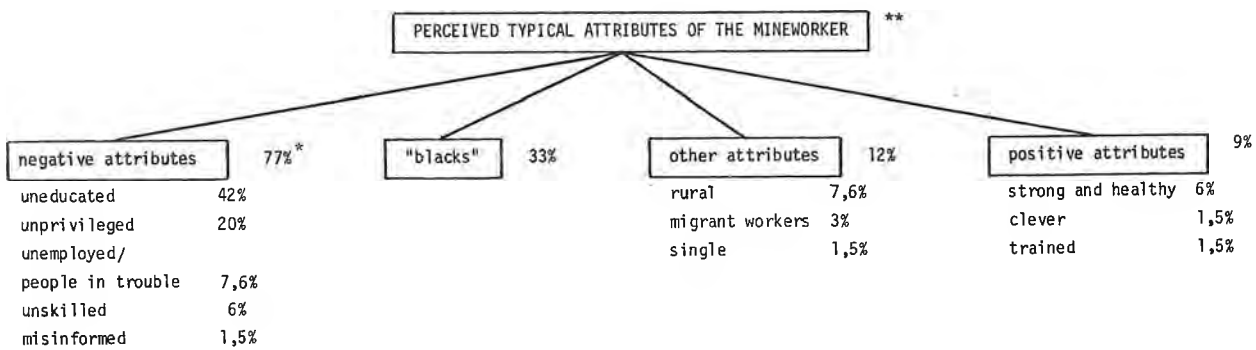 PERCEIVED TYPICAL ATTRIBUTES OF THE MINEWORKER **
negative attributes 77%*
uneducated 42%
unprivileged 20%
unemployed/
people in trouble 7,6%
unskilled 6%
misinformed 1,5%
"blacks" 33%
other attributes 12%
rural 7,6%
migrant workers 3%
single 1,5%
positive attributes 9%
strong and healthy 6%
clever 1,5%
trained 1,5%